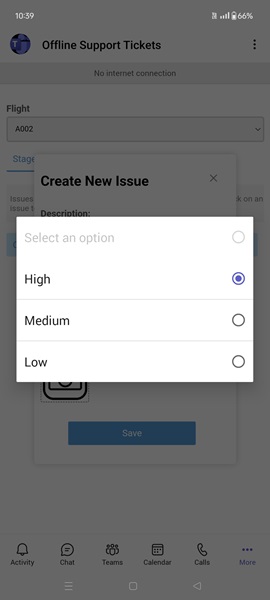 10:39
66%
Offline Support Tickets
No internet connection
Flight
A002
Stage
Create New Issue
Issues
k on an
issue
Description:
Select an option
High
Medium
Low
Save
Activity
Chat
Teams
Calendar
Calls
More